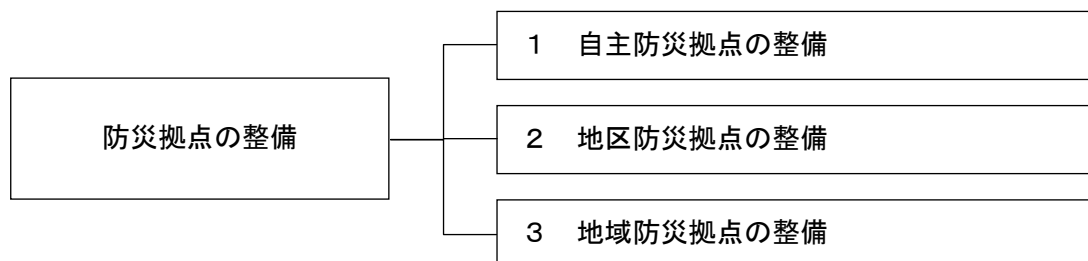 防災拠点の整備
１　自主防災拠点の整備
２　地区防災拠点の整備
３　地域防災拠点の整備